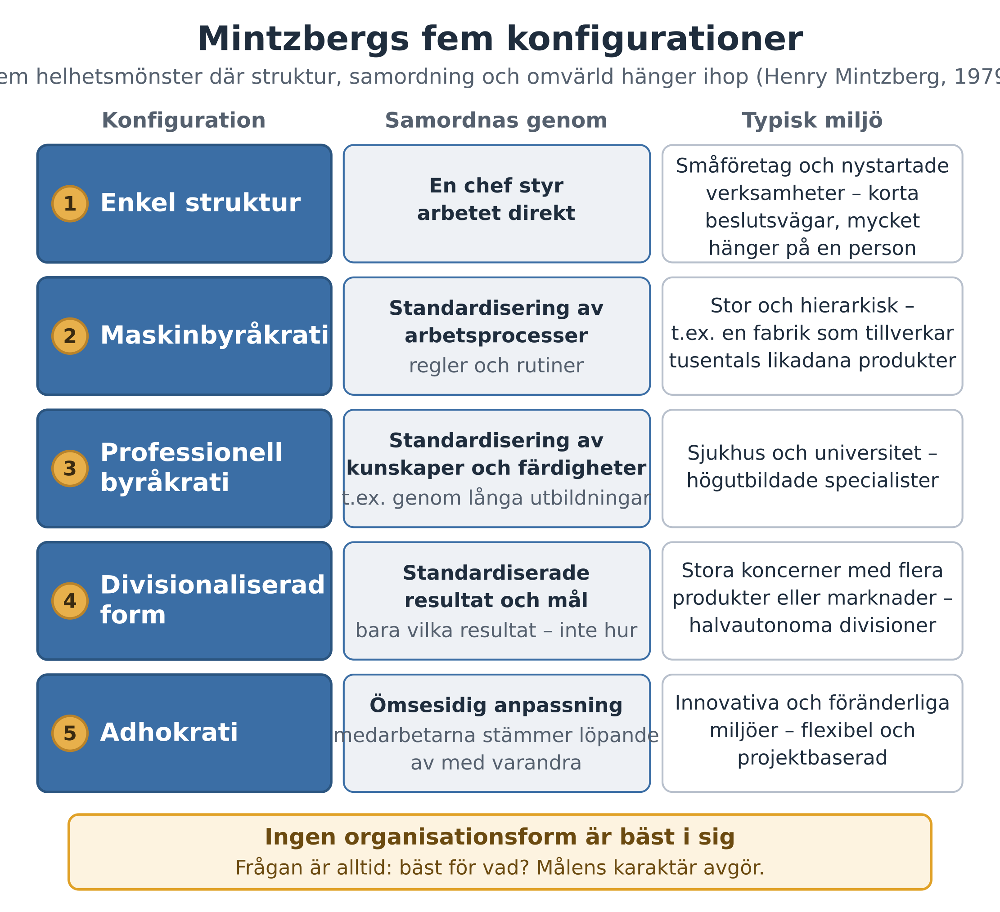 Mintzbergs fem konfigurationer
em helhetsmönster där struktur, samordning och omvärld hänger ihop (Henry Mintzberg, 1979
Konfiguration
Samordnas genom
Typisk miljö
1
Enkel struktur
En chef styr
arbetet direkt
Småföretag och nystartade
verksamheter – korta
beslutsvägar, mycket
hänger på en person
2
Maskinbyråkrati
Standardisering av
arbetsprocesser
regler och rutiner
Stor och hierarkisk –
t.ex. en fabrik som tillverkar
tusentals likadana produkter
3
Professionell
byråkrati
Standardisering av
kunskaper och färdigheter
t.ex. genom långa utbildningar
Sjukhus och universitet –
högutbildade specialister
4
Divisionaliserad
form
Standardiserade
resultat och mål
bara vilka resultat – inte hur
Stora koncerner med flera
produkter eller marknader –
halvautonoma divisioner
5
Adhokrati
Ömsesidig anpassning
medarbetarna stämmer löpande
av med varandra
Innovativa och föränderliga
miljöer – flexibel och
projektbaserad
Ingen organisationsform är bäst i sig
Frågan är alltid: bäst för vad? Målens karaktär avgör.